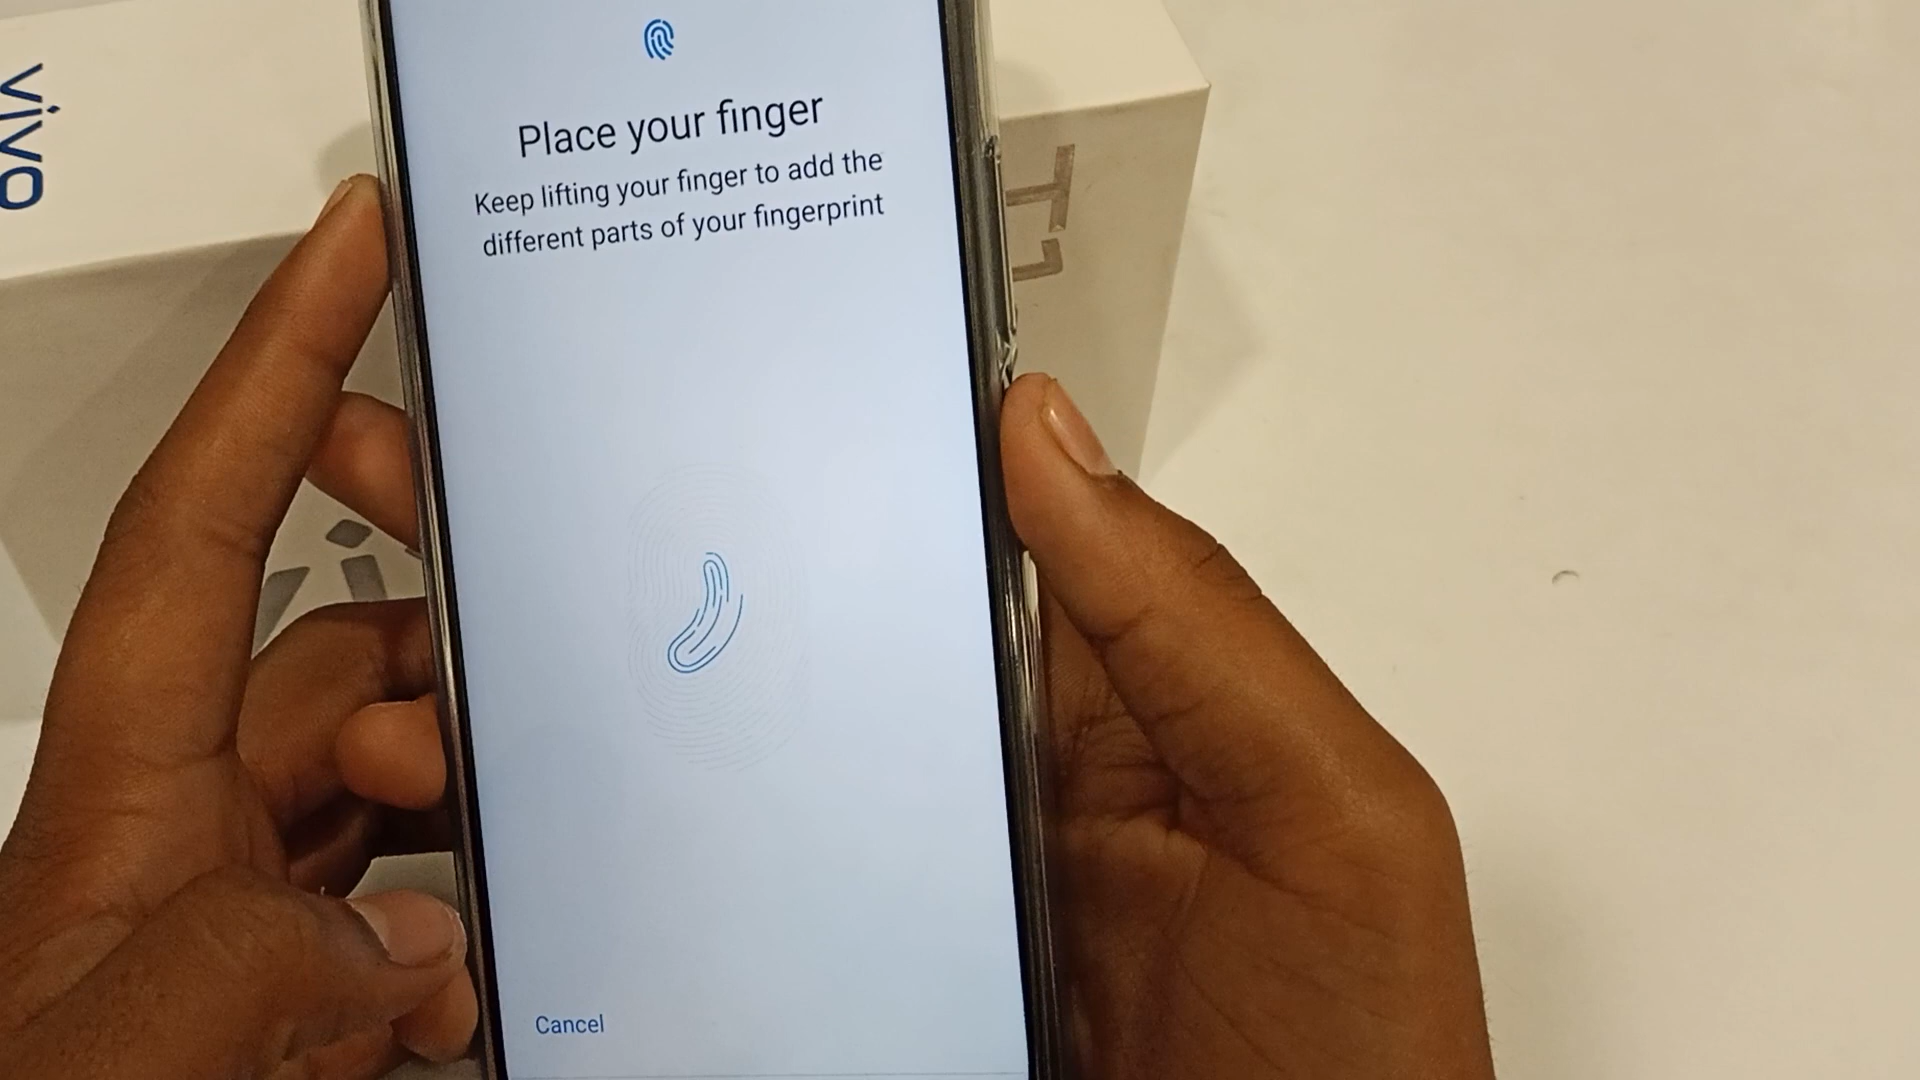 vivo
Place your finger
Keep lifting your finger to add the
different parts of your fingerprint
Cancel